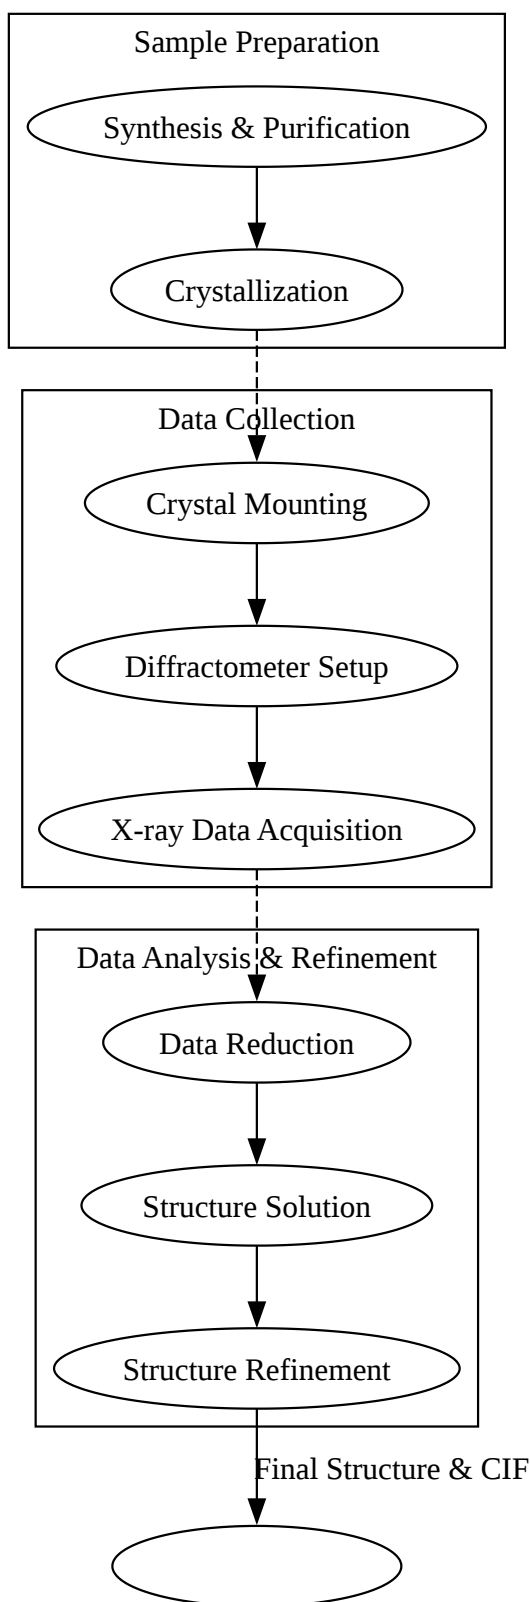 Sample Preparation
Synthesis & Purification
Crystallization
Data Collection
Crystal Mounting
Diffractometer Setup
X-ray Data Acquisition
Data Analysis & Refinement
Data Reduction
Structure Solution
Structure Refinement
Final Structure & CIF